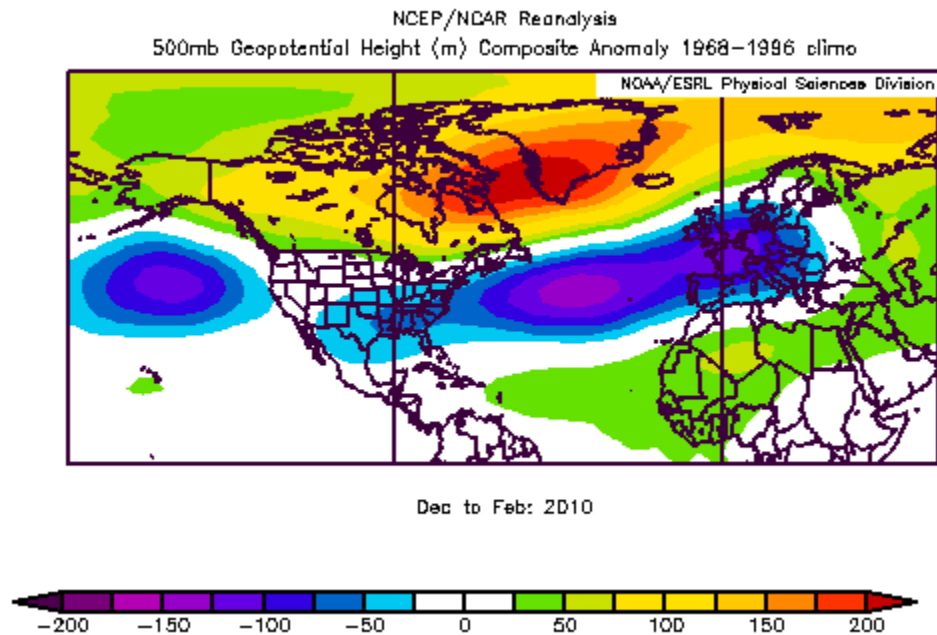 NCEP/NCAR Reanalysis
500mb Geopotential Height (m) Composite Anomaly 1968-1996 climo
NOAA/ESRL Physical Sciences Division
Dec to Feb: 2010
-200 -150 -100 -50 0 50 100 150 200